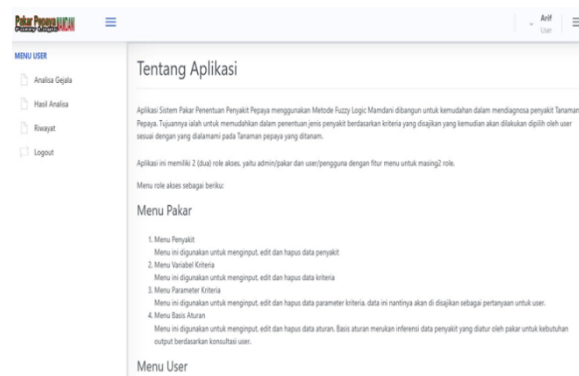 Pakar Pepaya
Fuzzy Logic
Arif
User
MENU USER
Analisa Gejala
Hasil Analisa
Riwayat
Logout
Tentang Aplikasi
Aplikasi Sistem Pakar Penentuan Penyakit Pepaya menggunakan Metode Fuzzy Logic Mamdani dibangun untuk kemudahan dalam mendiagnosa penyakit Tanaman
Pepaya. Tujuannya ialah untuk memudahkan dalam penentuan jenis penyakit berdasarkan kriteria yang disajikan yang kemudian akan dilakukan dipilih oleh user
sesuai dengan yang dialamami pada Tanaman pepaya yang ditanam.
Aplikasi ini memiliki 2 (dua) role akses, yaitu admin/pakar dan user/pengguna dengan fitur menu untuk masing2 role.
Menu role akses sebagai beriku:
Menu Pakar
1. Menu Penyakit
Menu ini digunakan untuk menginput, edit dan hapus data penyakit
2. Menu Variabel Kriteria
Menu ini digunakan untuk menginput, edit dan hapus data kriteria
3. Menu Parameter Kriteria
Menu ini digunakan untuk menginput, edit dan hapus data parameter kriteria. data ini nantinya akan di disajikan sebagai pertanyaan untuk user.
4. Menu Basis Aturan
Menu ini digunakan untuk menginput, edit dan hapus data aturan. Basis aturan merukan inferensi data penyakit yang diatur oleh pakar untuk kebutuhan
output berdasarkan konsultasi user.
Menu User